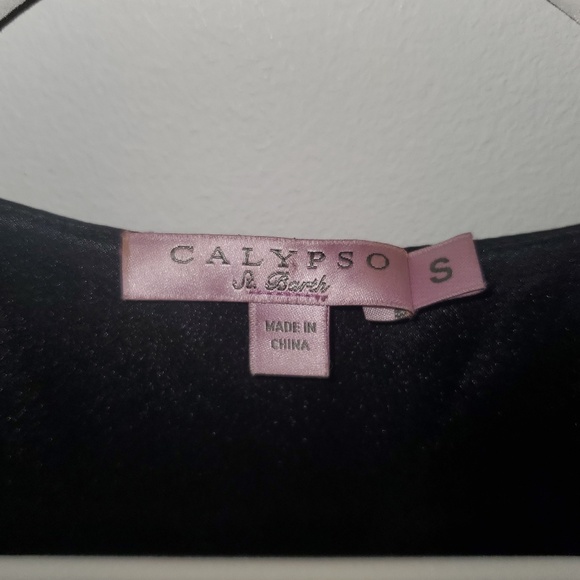 CALYPSO
St. Barth
S
MADE IN
CHINA